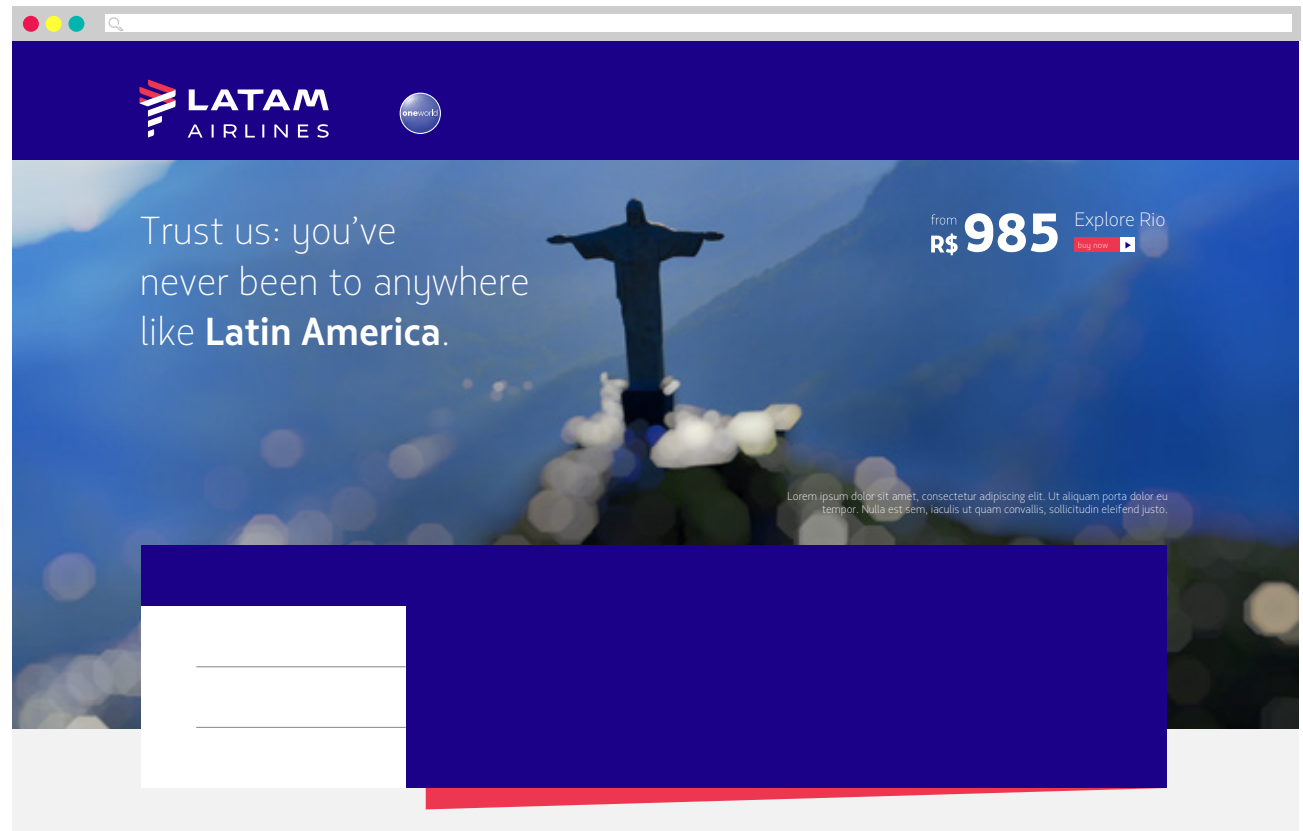 LATAM
AIRLINES
oneworld
Trust us: you've
never been to anywhere
like Latin America.
from
R$ 985
Explore Rio
buy now
Lorem ipsum dolor sit amet, consectetur adipiscing elit. Ut aliquam porta dolor eu
tempor. Nulla est sem, iaculis ut quam convallis, sollicitudin eleifend justo.